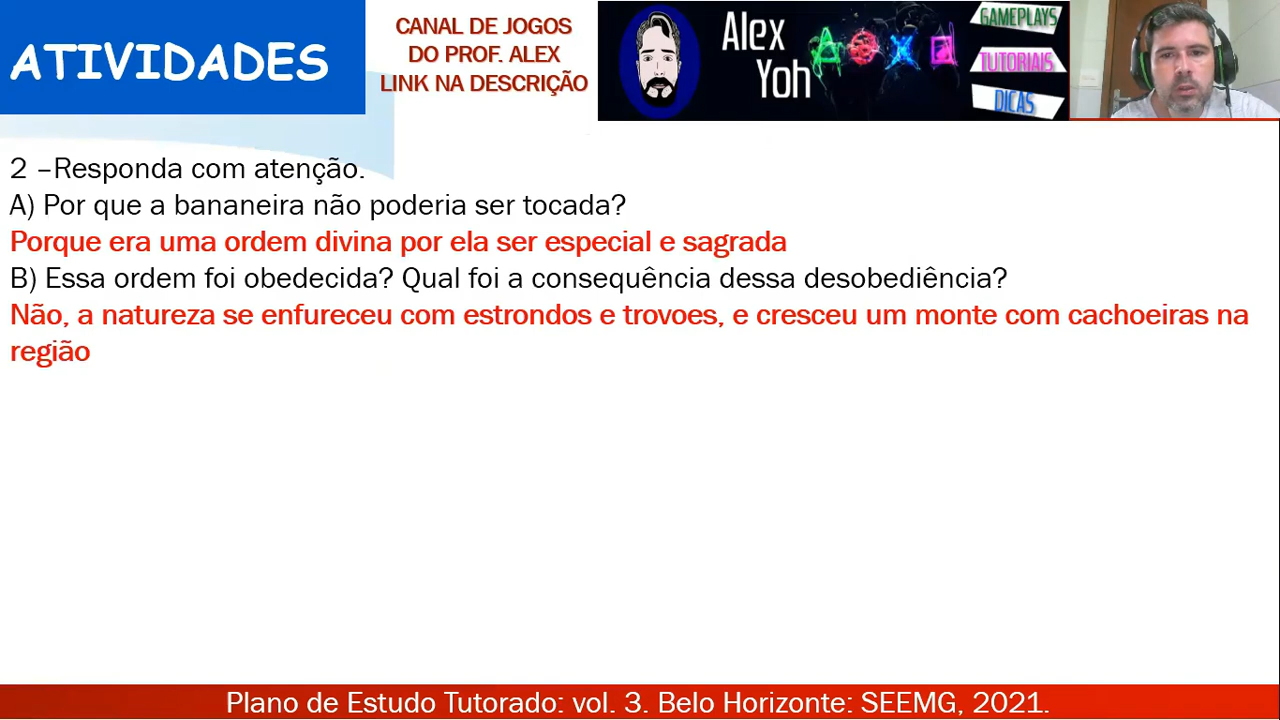 ATIVIDADES
CANAL DE JOGOS
DO PROF. ALEX
LINK NA DESCRIÇÃO
Alex
Yoh
GAMEPLAYS
TUTORIAIS
DICAS
2 –Responda com atenção.
A) Por que a bananeira não poderia ser tocada?
Porque era uma ordem divina por ela ser especial e sagrada
B) Essa ordem foi obedecida? Qual foi a consequência dessa desobediência?
Não, a natureza se enfureceu com estrondos e trovoes, e cresceu um monte com cachoeiras na
região
Plano de Estudo Tutorado: vol. 3. Belo Horizonte: SEEMG, 2021.